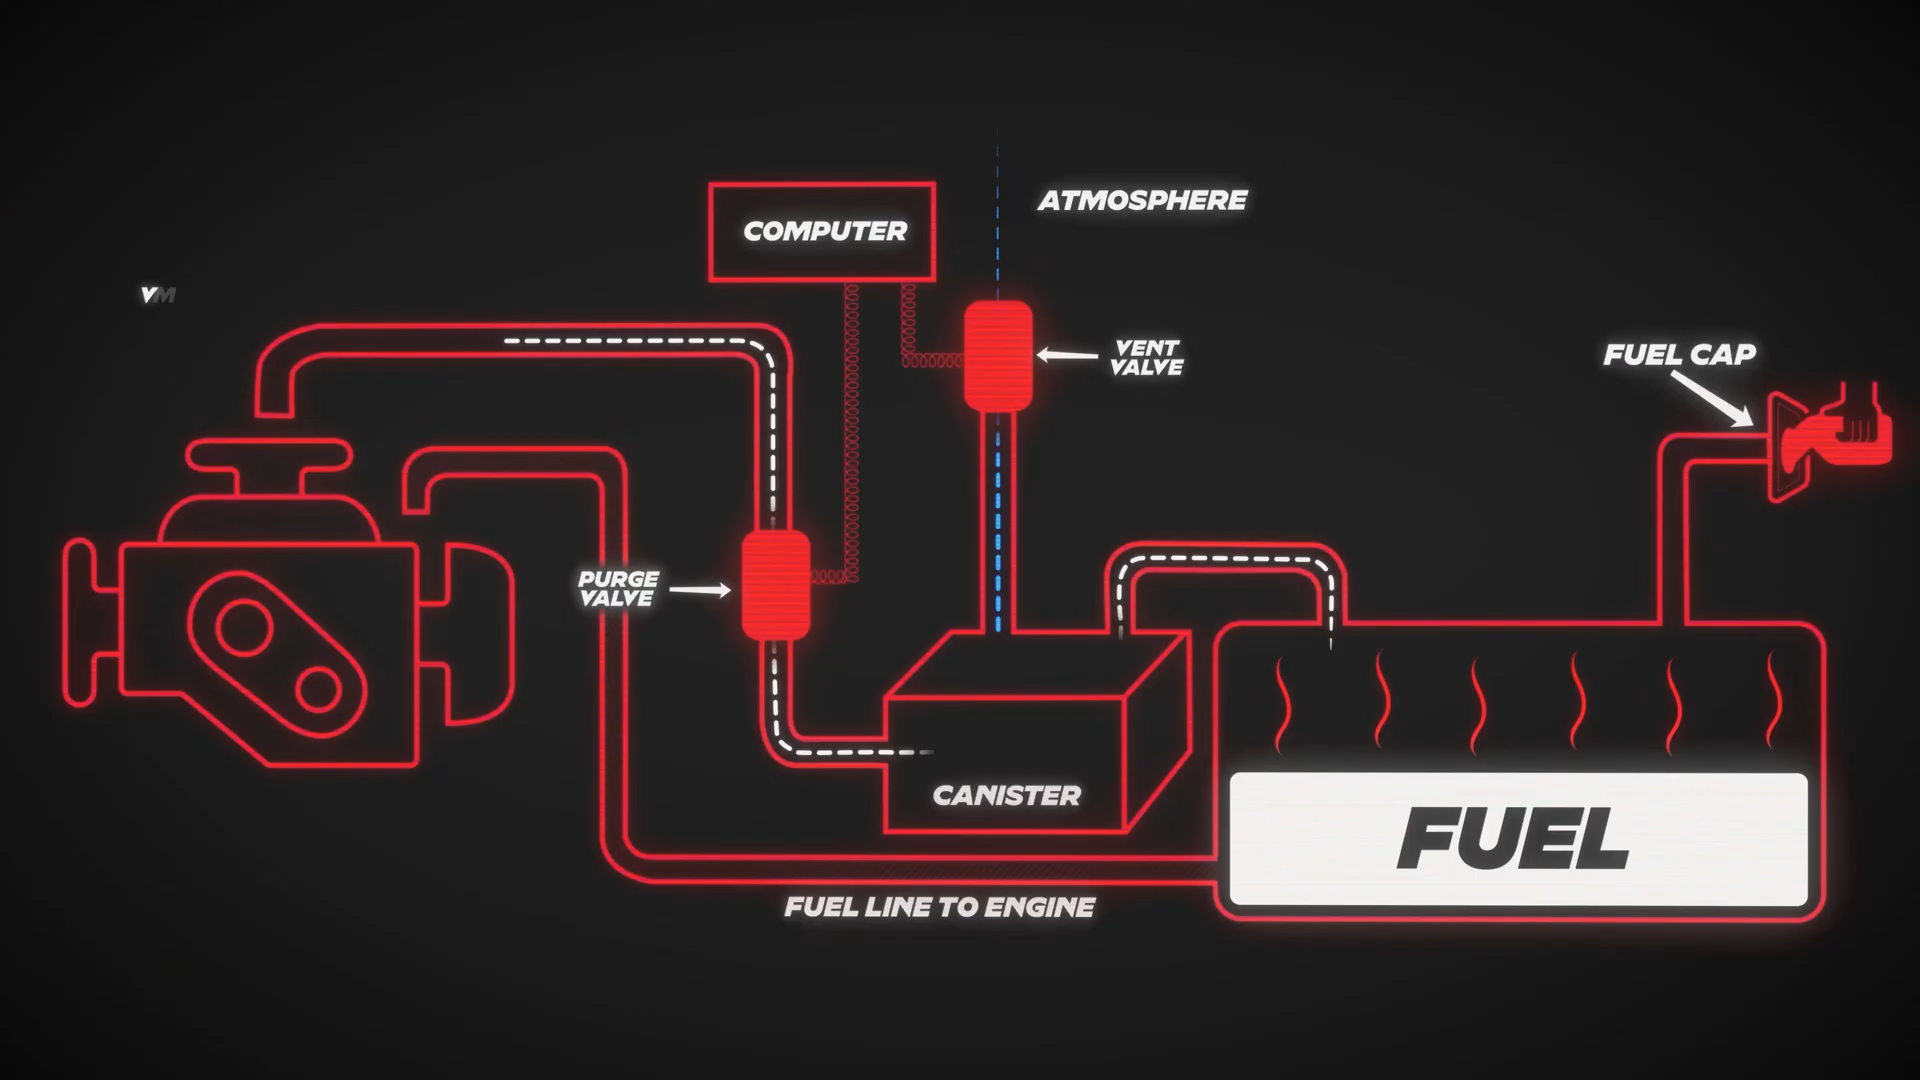 COMPUTER
ATMOSPHERE
VM
VENT
VALVE
FUEL CAP
PURGE
VALVE
CANISTER
FUEL
FUEL LINE TO ENGINE